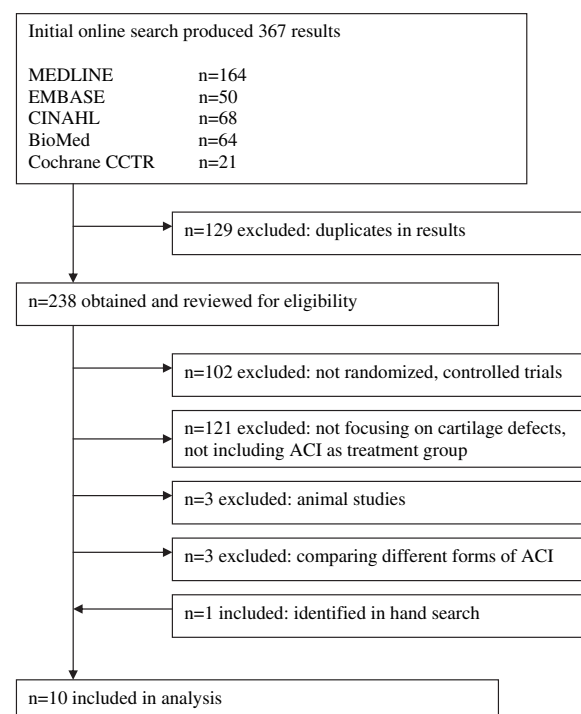 Initial online search produced 367 results
MEDLINE n=164
EMBASE n=50
CINAHL n=68
BioMed n=64
Cochrane CCTR n=21
n=129 excluded: duplicates in results
n=238 obtained and reviewed for eligibility
n=102 excluded: not randomized, controlled trials
n=121 excluded: not focusing on cartilage defects,
not including ACI as treatment group
n=3 excluded: animal studies
n=3 excluded: comparing different forms of ACI
n=1 included: identified in hand search
n=10 included in analysis